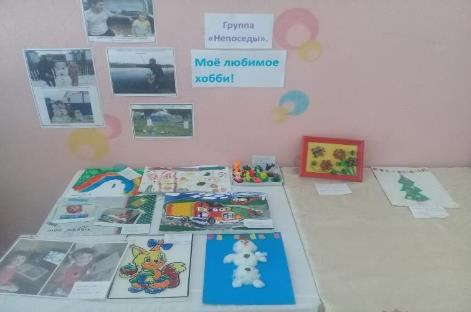 Группа
«Непоседы».
Моё любимое
хобби!